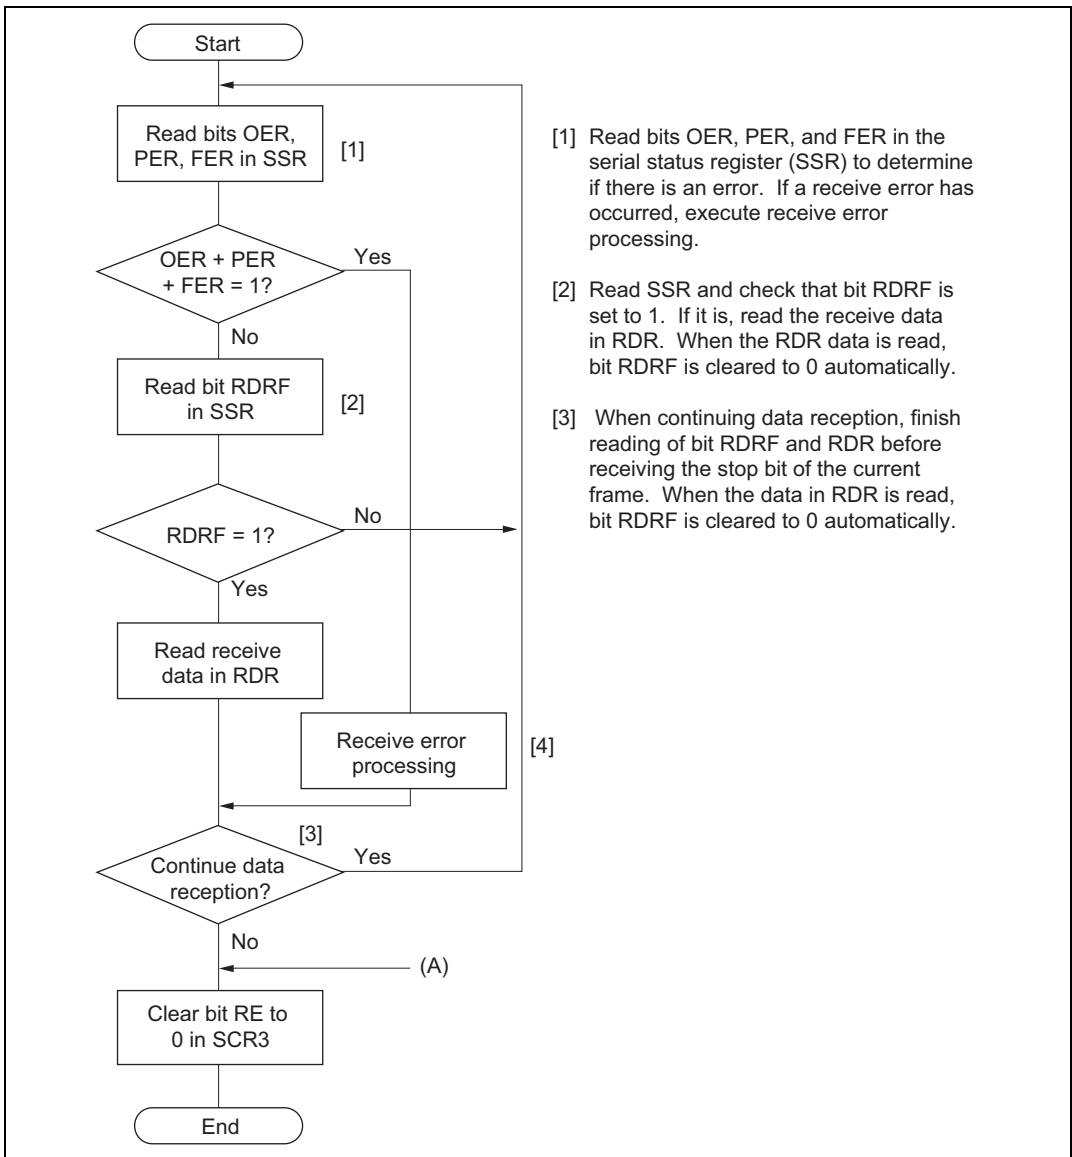 Start
Read bits OER,
PER, FER in SSR
[1]
OER + PER
+ FER = 1?
Yes
No
Read bit RDRF
in SSR
[2]
RDRF = 1?
No
Yes
Read receive
data in RDR
Receive error
processing
[4]
[3]
Continue data
reception?
Yes
No
(A)
Clear bit RE to
0 in SCR3
End
[1] Read bits OER, PER, and FER in the
serial status register (SSR) to determine
if there is an error. If a receive error has
occurred, execute receive error
processing.
[2] Read SSR and check that bit RDRF is
set to 1. If it is, read the receive data
in RDR. When the RDR data is read,
bit RDRF is cleared to 0 automatically.
[3] When continuing data reception, finish
reading of bit RDRF and RDR before
receiving the stop bit of the current
frame. When the data in RDR is read,
bit RDRF is cleared to 0 automatically.